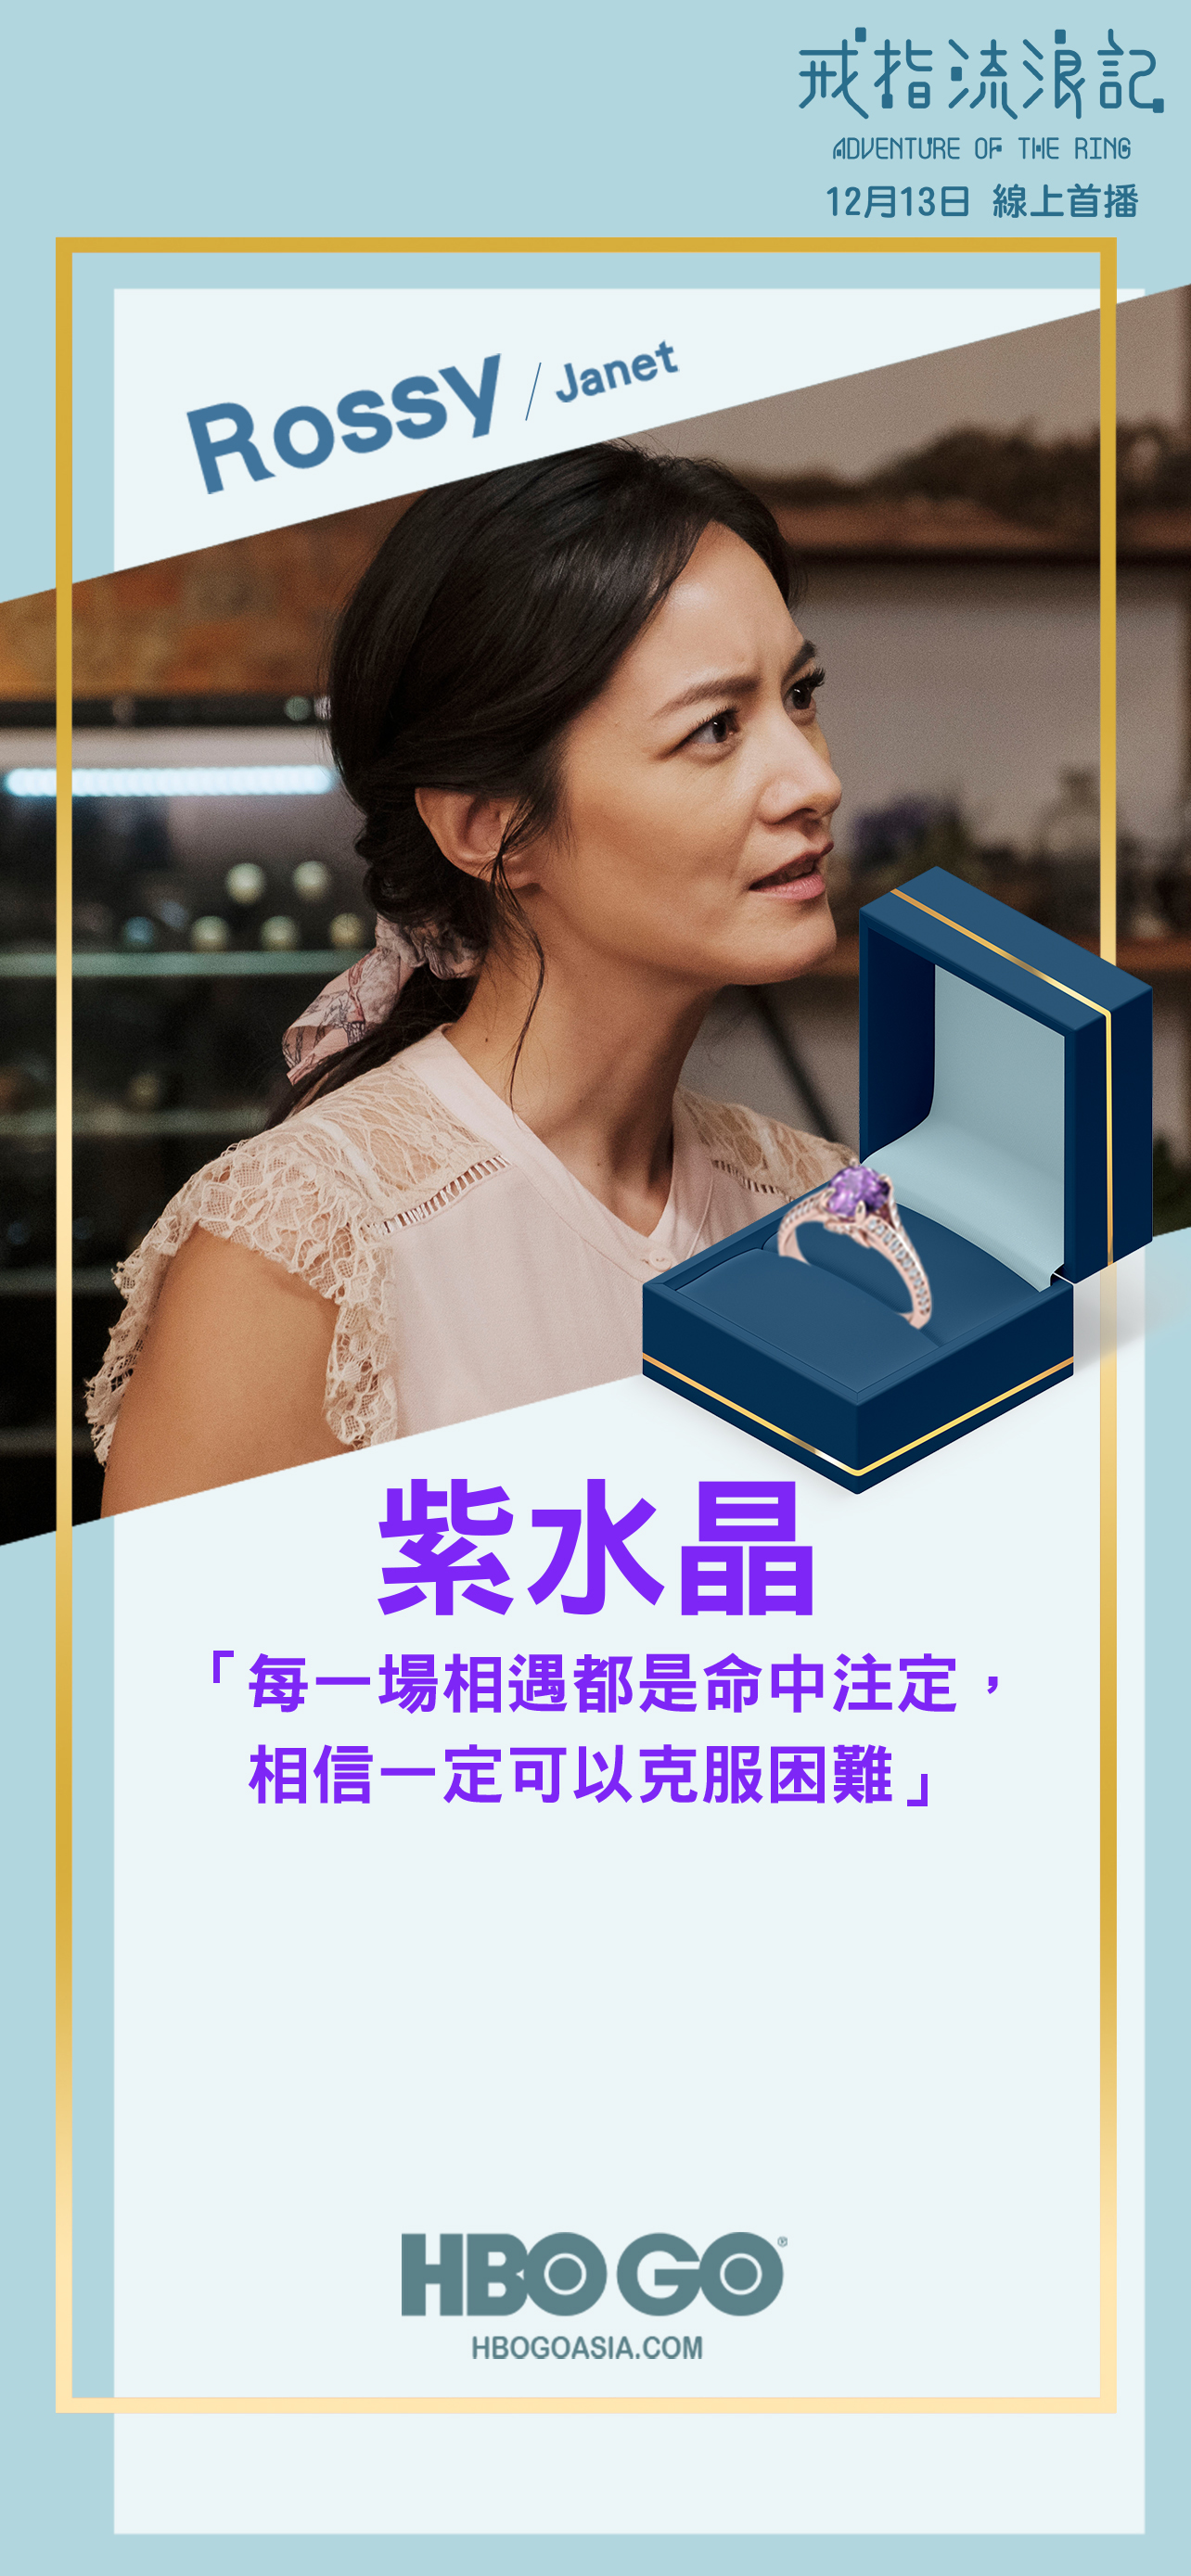 戒指流浪記
ADVENTURE OF THE RING
12月13日 線上首播
Rossy / Janet
紫水晶
「每一場相遇都是命中注定，
相信一定可以克服困難」
HBO GO®
HBOGOASIA.COM